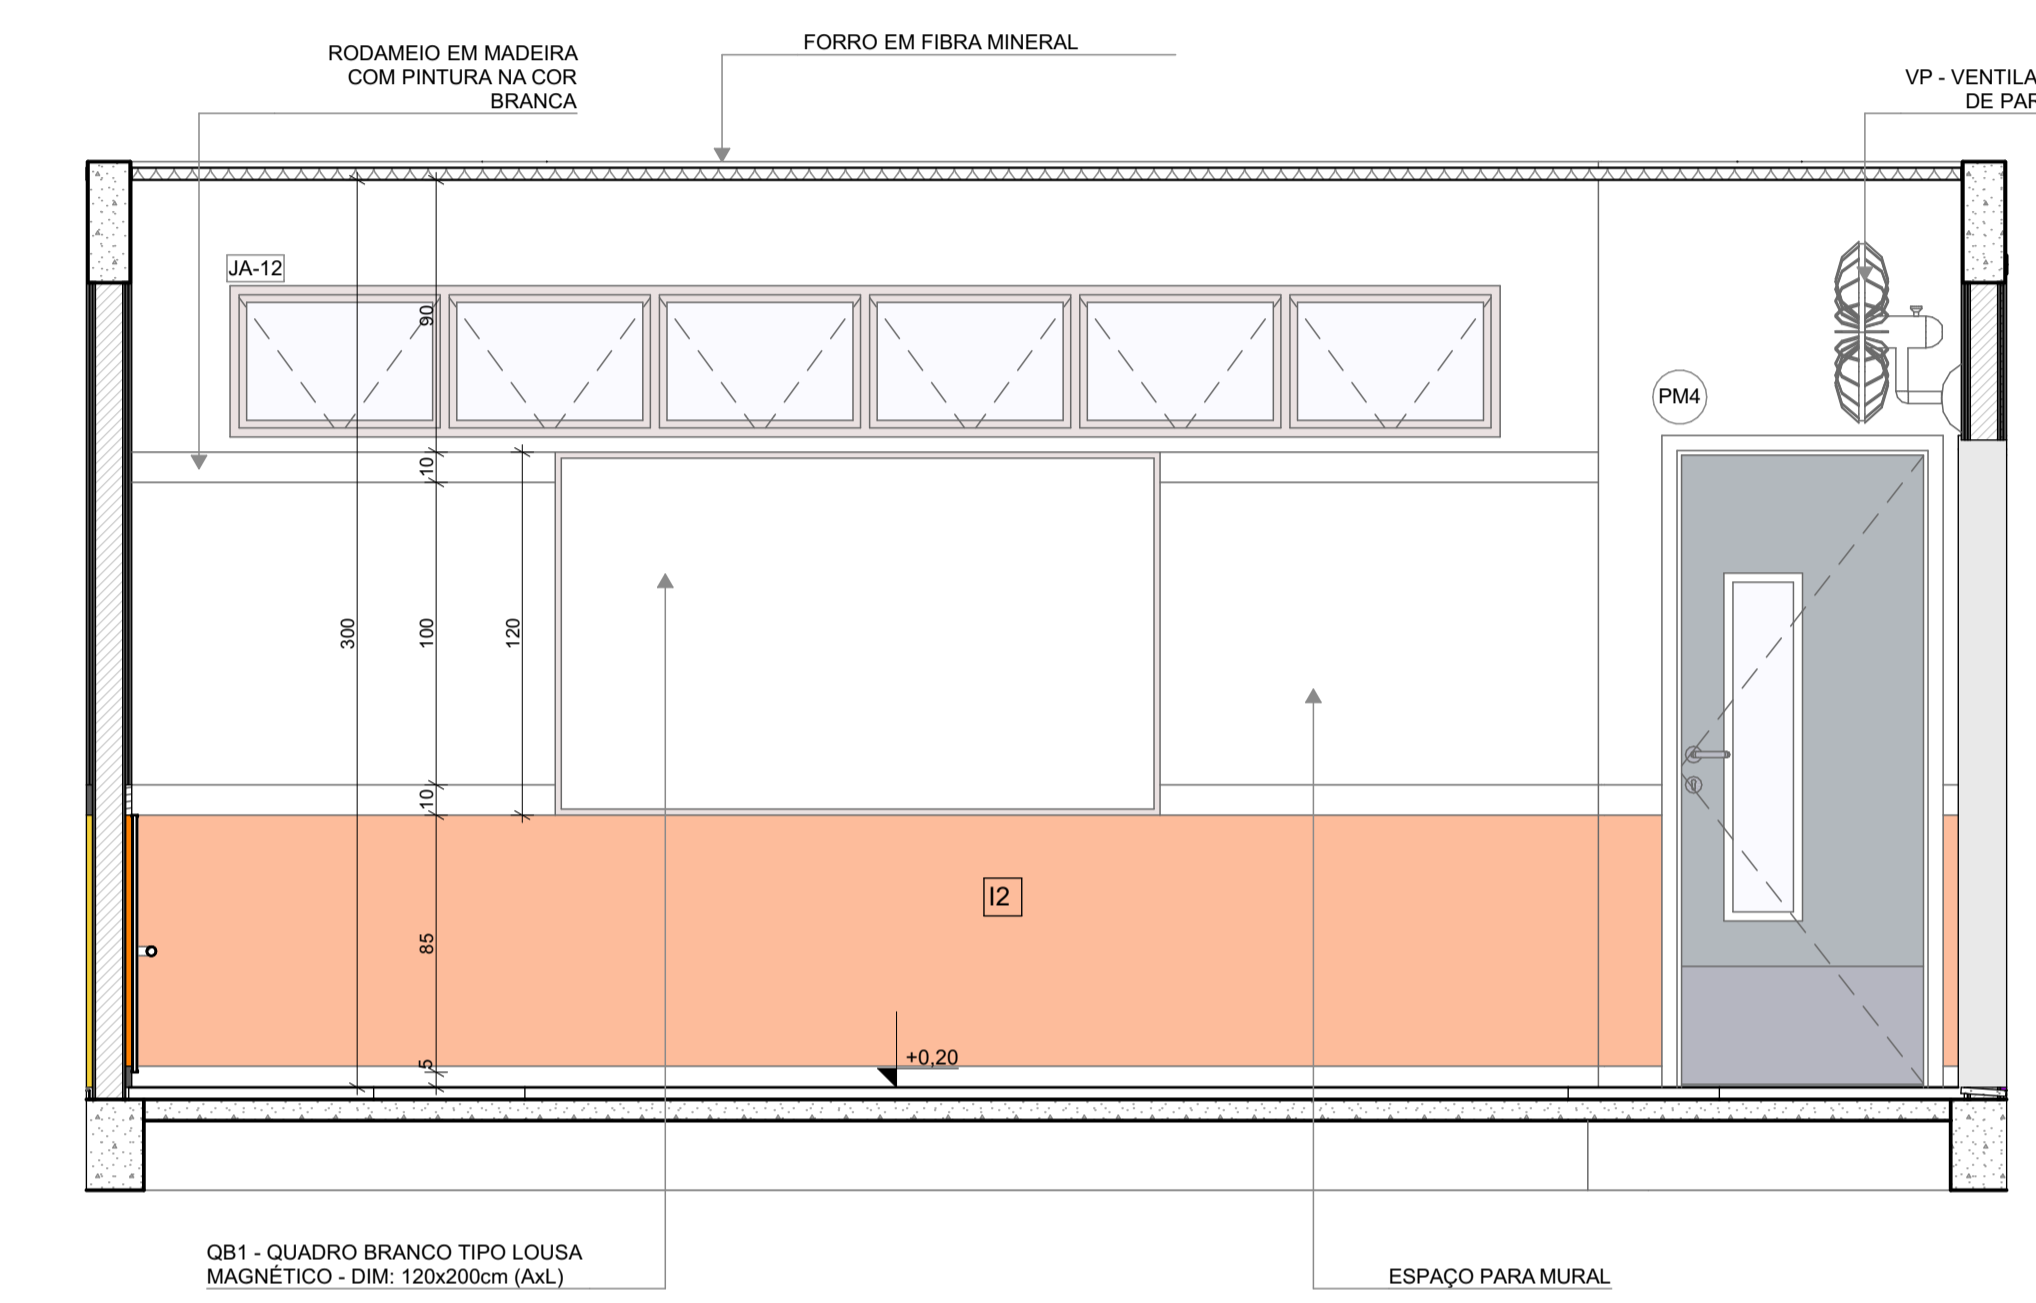 RODAMEIO EM MADEIRA
COM PINTURA NA COR
BRANCA
FORRO EM FIBRA MINERAL
VP - VENTILA
DE PAR
JA-12
90
PM4
10
300
100
120
10
I2
85
5
+0,20
QB1 - QUADRO BRANCO TIPO LOUSA
MAGNÉTICO - DIM: 120x200cm (AxL)
ESPAÇO PARA MURAL